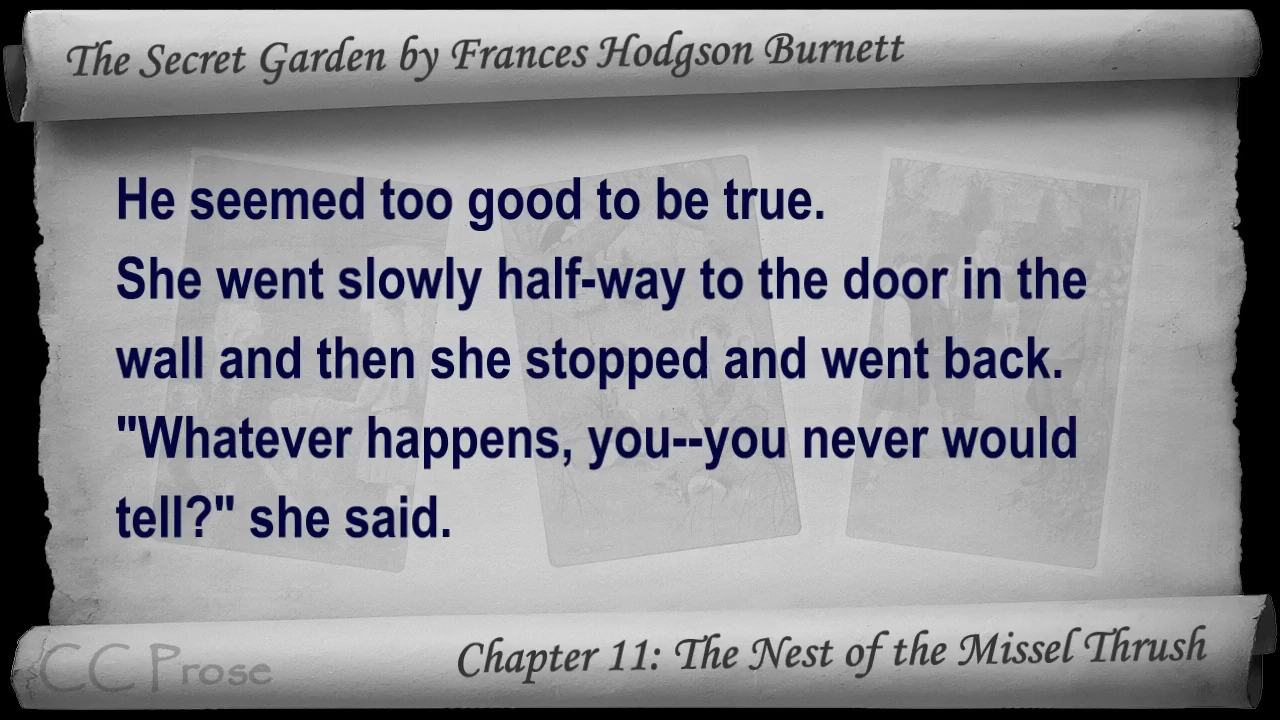 The Secret Garden by Frances Hodgson Burnett
He seemed too good to be true.
She went slowly half-way to the door in the
wall and then she stopped and went back.
"Whatever happens, you--you never would
tell?" she said.
Chapter 11: The Nest of the Missel Thrush
CC Prose